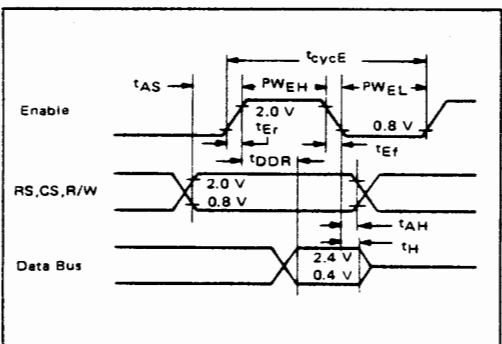 tcycE
tAS
PWEH
PWEL
Enable
2.0 V
0.8 V
tEr
tEf
tDDR
RS,CS,R/W
2.0 V
0.8 V
tAH
tH
Data Bus
2.4 V
0.4 V